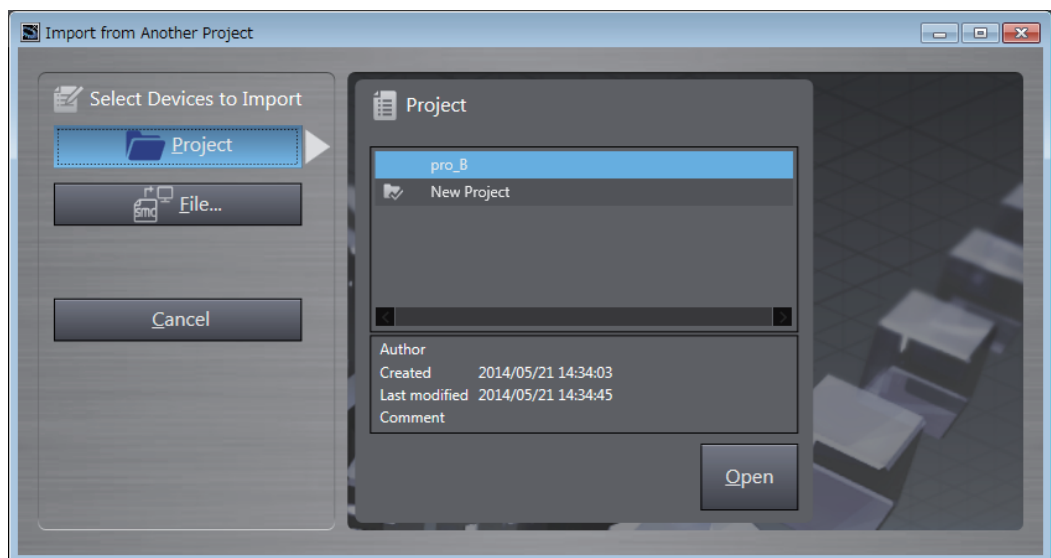 Import from Another Project
Select Devices to Import
Project
smc File...
Cancel
Project
pro_B
New Project
Author
Created 2014/05/21 14:34:03
Last modified 2014/05/21 14:34:45
Comment
Open